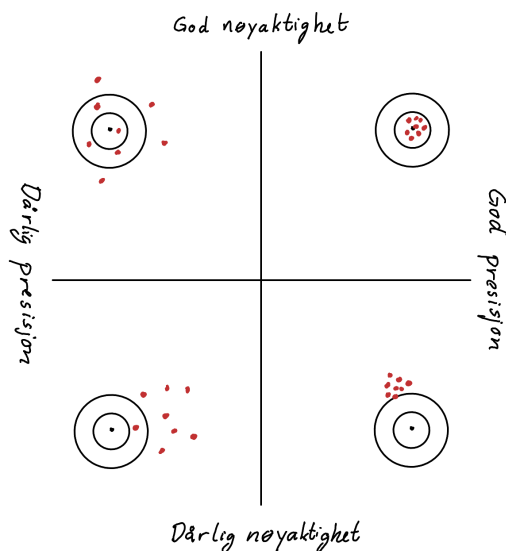 God nøyaktighet
Dårlig presisjon
God presisjon
Dårlig nøyaktighet